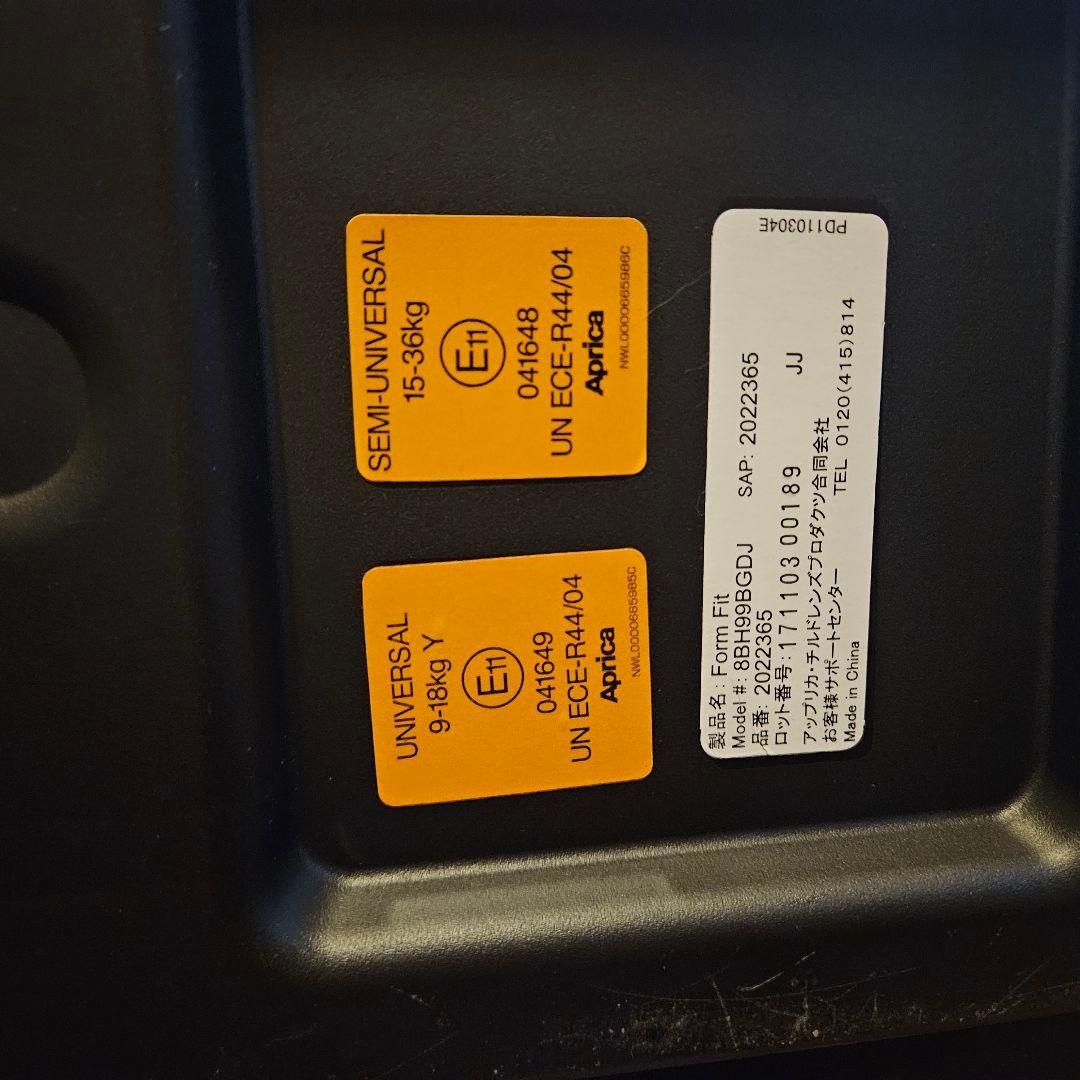 SEMI-UNIVERSAL
15-36kg
E11
041648
UN ECE-R44/04
Aprica
NWL0000665986C
UNIVERSAL
9-18kg Y
E11
041649
UN ECE-R44/04
Aprica
NWL0000665985C
PD110304E
製品名: Form Fit
Model #: 8BH99BGDJ SAP: 2022365
品番: 2022365
ロット番号: 171103 00189 JJ
アップリカ・チルドレンズプロダクツ合同会社
お客様サポートセンター TEL 0120(415)814
Made in China